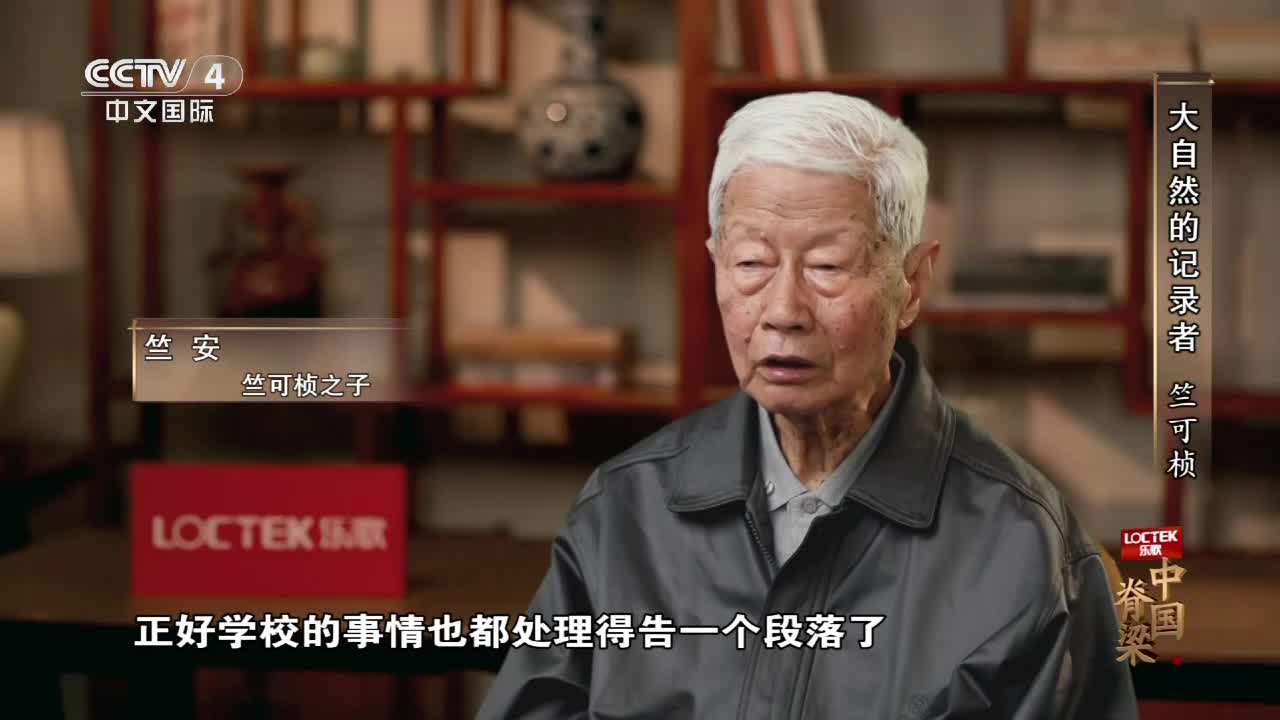 CCTV 4
中文国际
大自然的记录者 竺可桢
竺 安
竺可桢之子
LOCTEK乐歌
LOCTEK
乐歌
中国
脊梁
正好学校的事情也都处理得告一个段落了